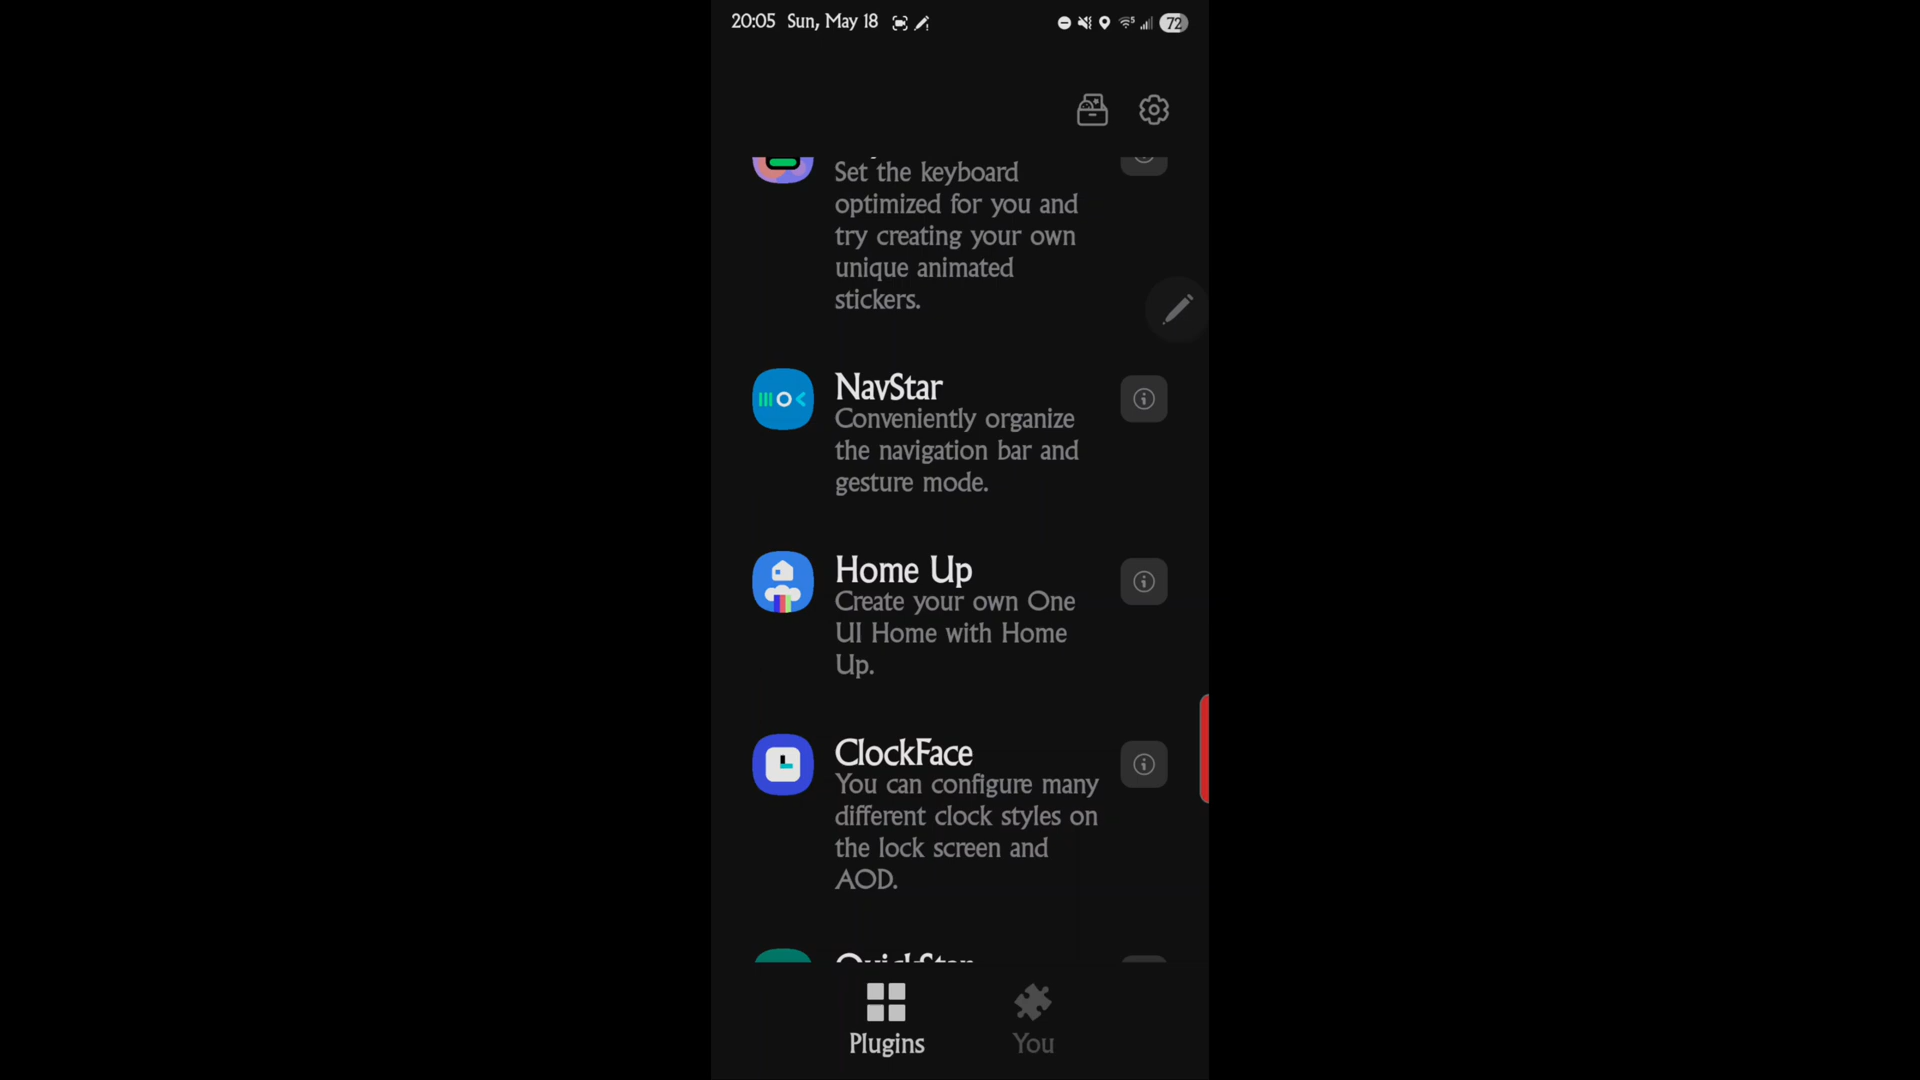 20:05 Sun, May 18
72
Set the keyboard
optimized for you and
try creating your own
unique animated
stickers.
NavStar
Conveniently organize
the navigation bar and
gesture mode.
Home Up
Create your own One
UI Home with Home
Up.
ClockFace
You can configure many
different clock styles on
the lock screen and
AOD.
QuickStar
Plugins
You